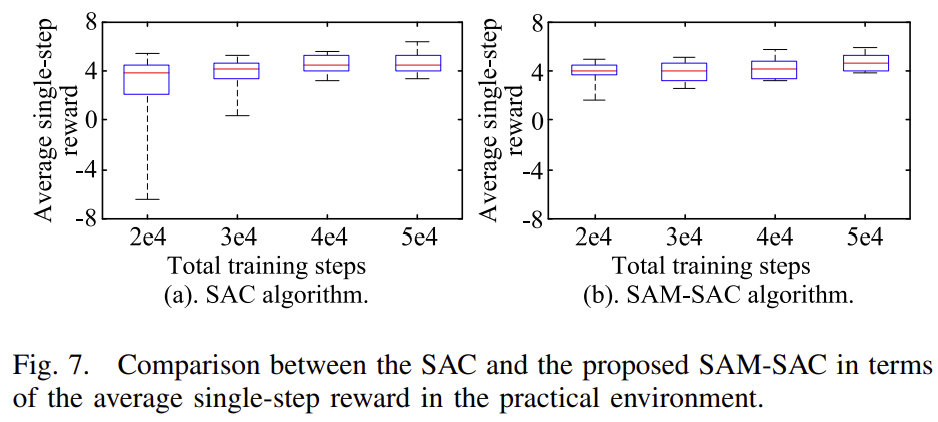 8
4
0
-4
-8
Average single-step
reward
2e4 3e4 4e4 5e4
Total training steps
(a). SAC algorithm.
8
4
0
-4
-8
Average single-step
reward
2e4 3e4 4e4 5e4
Total training steps
(b). SAM-SAC algorithm.
Fig. 7. Comparison between the SAC and the proposed SAM-SAC in terms
of the average single-step reward in the practical environment.